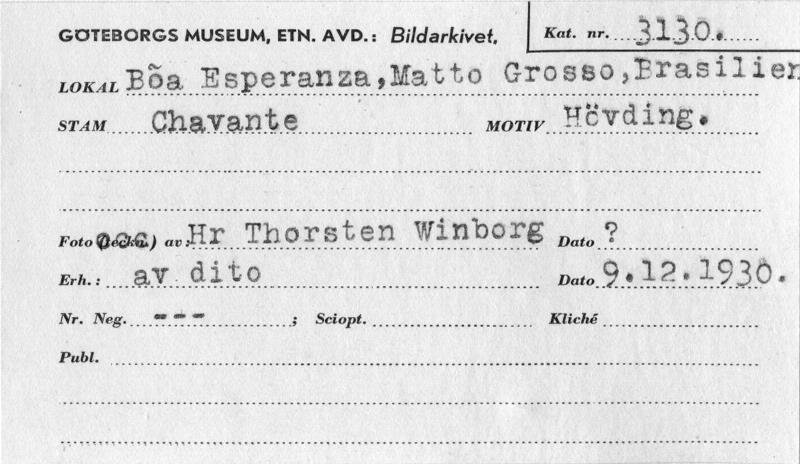 GÖTEBORGS MUSEUM, ETN. AVD.: Bildarkivet. Kat. nr. 3130.
LOKAL Bõa Esperanza, Matto Grosso, Brasilien
STAM Chavante MOTIV Hövding.
Foto (teckn.) av: Hr Thorsten Winborg Dato ?
Erh.: av dito Dato 9.12.1930.
Nr. Neg. --- ; Sciopt. Kliché
Publ.